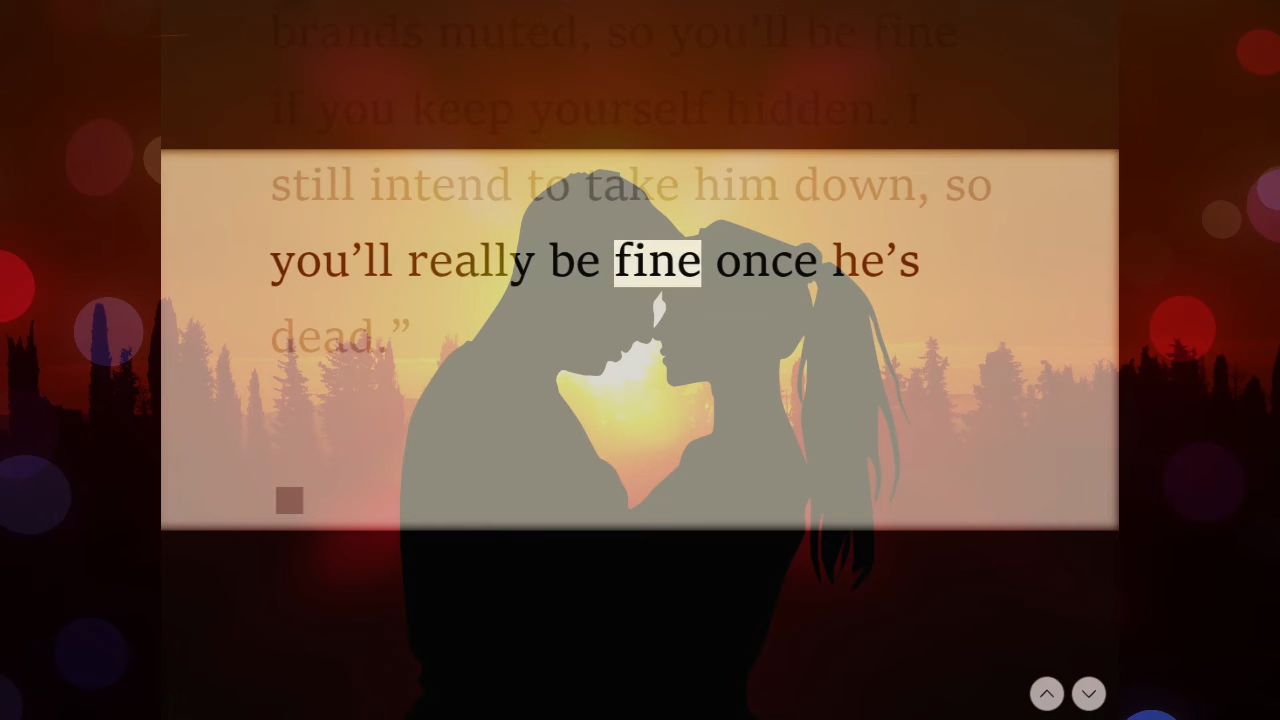 brands muted, so you’ll be fine
if you keep yourself hidden. I
still intend to take him down, so
you’ll really be fine once he’s
dead.”